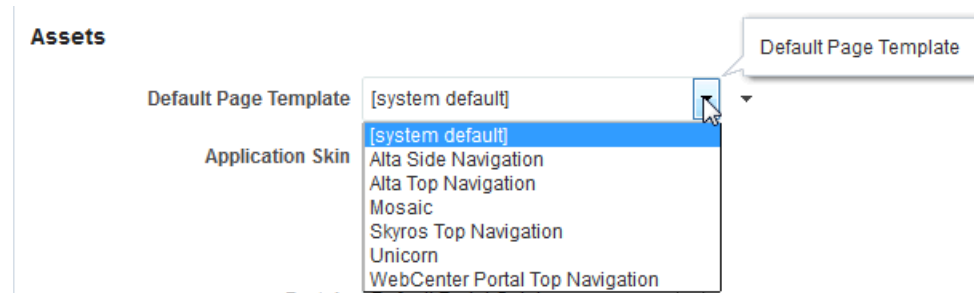 Assets
Default Page Template
Default Page Template [system default]
[system default]
Application Skin
Alta Side Navigation
Alta Top Navigation
Mosaic
Skyros Top Navigation
Unicorn
WebCenter Portal Top Navigation